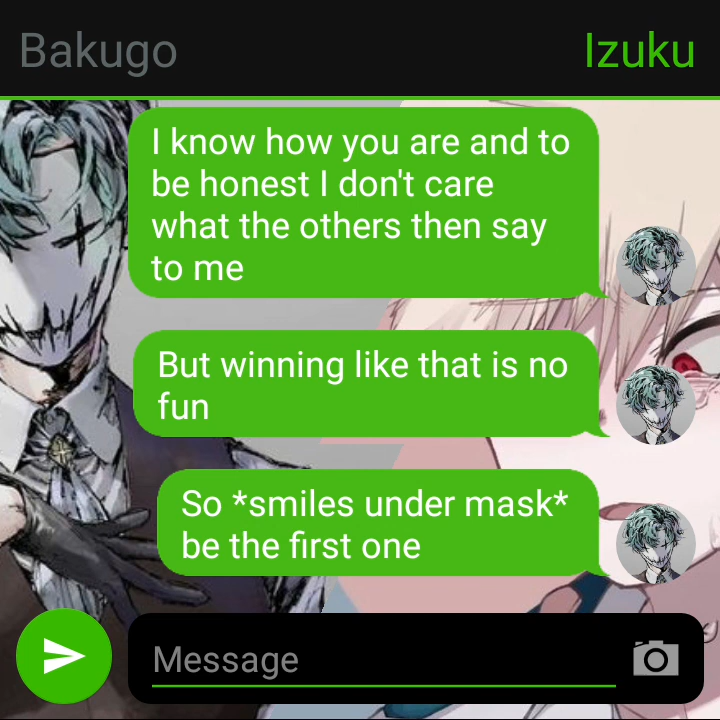 Bakugo Izuku
I know how you are and to
be honest I don't care
what the others then say
to me
But winning like that is no
fun
So *smiles under mask*
be the first one
Message